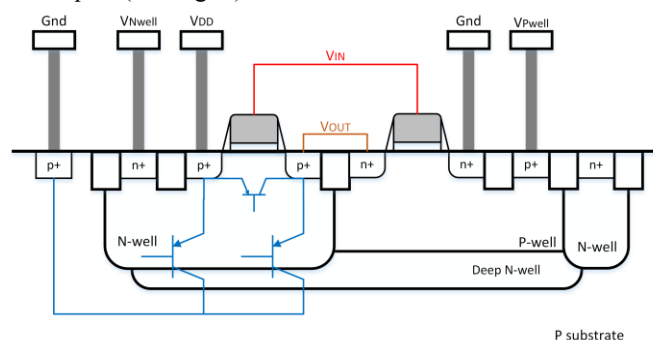 Gnd VNwell VDD Gnd VPwell
VIN
VOUT
p+ n+ p+ p+ n+ n+ p+ n+
N-well P-well N-well
Deep N-well
P substrate